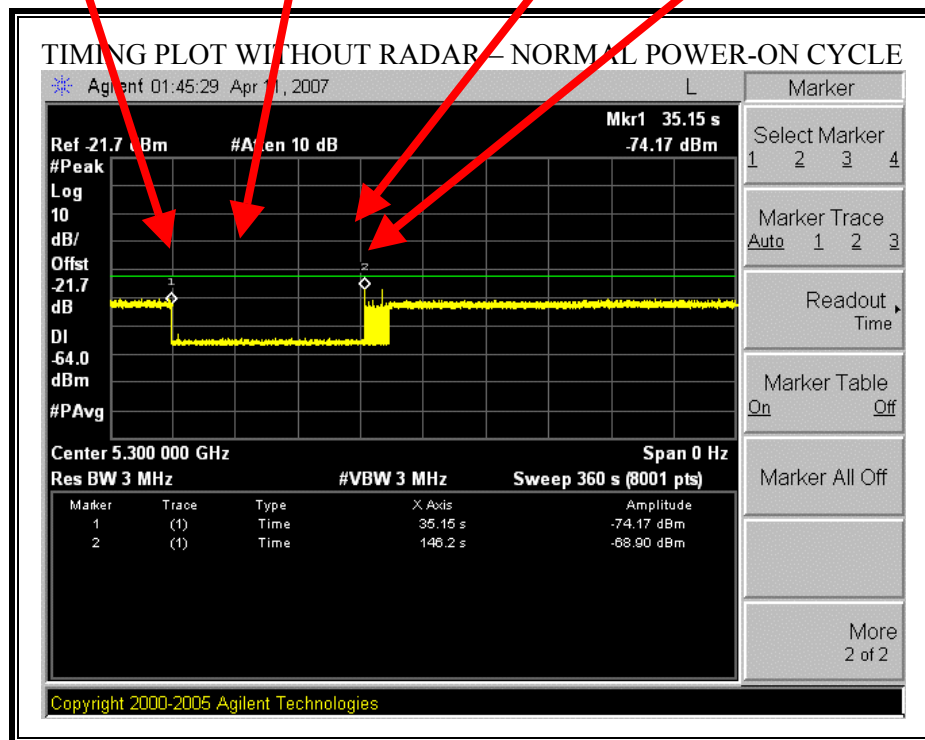 TIMING PLOT WITHOUT RADAR – NORMAL POWER-ON CYCLE
Agilent 01:45:29 Apr 11, 2007 L
Marker
Mkr1 35.15 s
Ref -21.7 dBm #Atten 10 dB -74.17 dBm
#Peak
Log
10
dB/
Offst
-21.7
dB
DI
-64.0
dBm
#PAvg
1
2
Center 5.300 000 GHz Span 0 Hz
Res BW 3 MHz #VBW 3 MHz Sweep 360 s (8001 pts)
Marker Trace Type X Axis Amplitude
1 (1) Time 35.15 s -74.17 dBm
2 (1) Time 146.2 s -68.90 dBm
Select Marker
1 2 3 4
Marker Trace
Auto 1 2 3
Readout
Time
Marker Table
On Off
Marker All Off
More
2 of 2
Copyright 2000-2005 Agilent Technologies